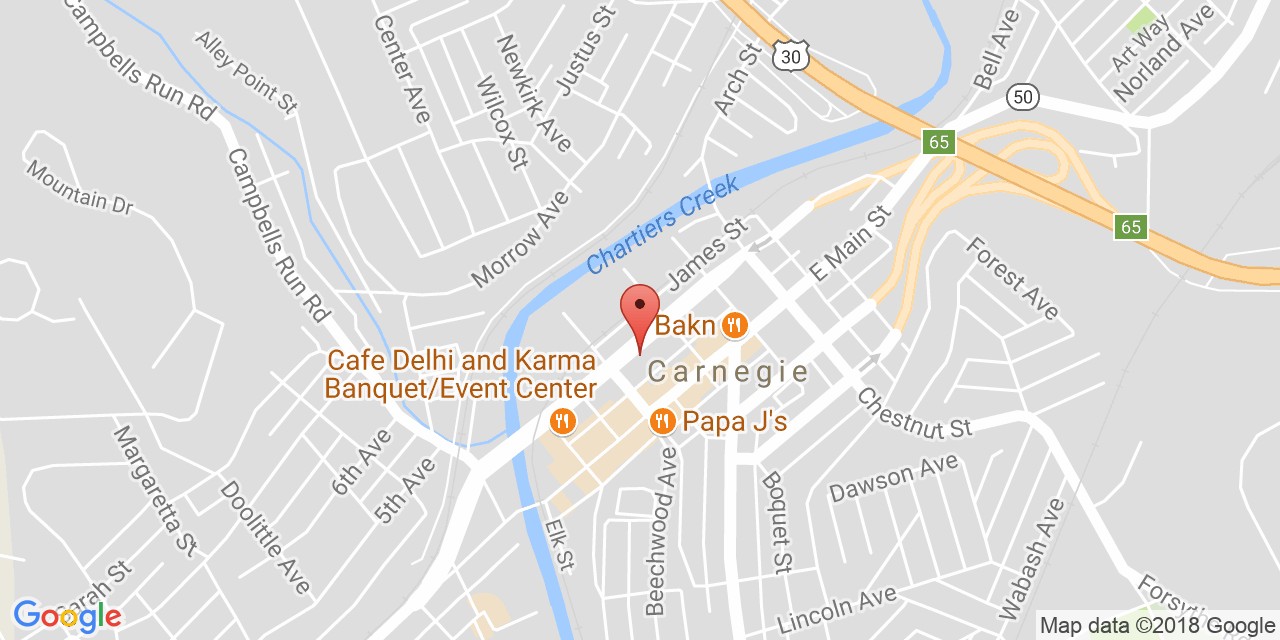 Campbells Run Rd
Alley Point St
Center Ave
Newkirk Ave
Justus St
Wilcox St
Arch St
30
Bell Ave
Art Way
Norland Ave
50
65
65
Mountain Dr
Campbells Run Rd
Morrow Ave
Chartiers Creek
James St
E Main St
Forest Ave
Bakn
Cafe Delhi and Karma
Banquet/Event Center
Carnegie
Papa J's
Chestnut St
6th Ave
5th Ave
Margaretta St
Doolittle Ave
Elk St
Beechwood Ave
Boquet St
Dawson Ave
Wabash Ave
Lincoln Ave
Sarah St
Google
Map data ©2018 Google